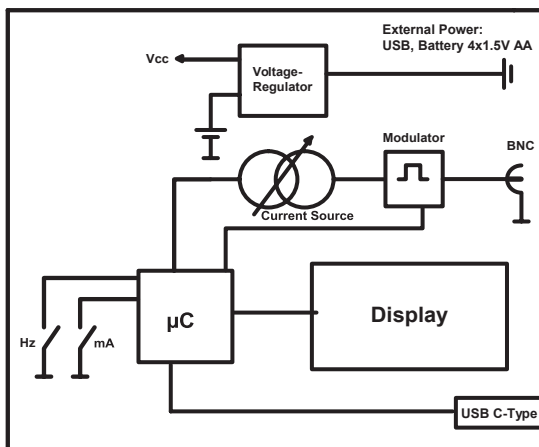 External Power:
USB, Battery 4x1.5V AA
Vcc
Voltage-
Regulator
Modulator
BNC
Current Source
µC
Display
Hz
mA
USB C-Type